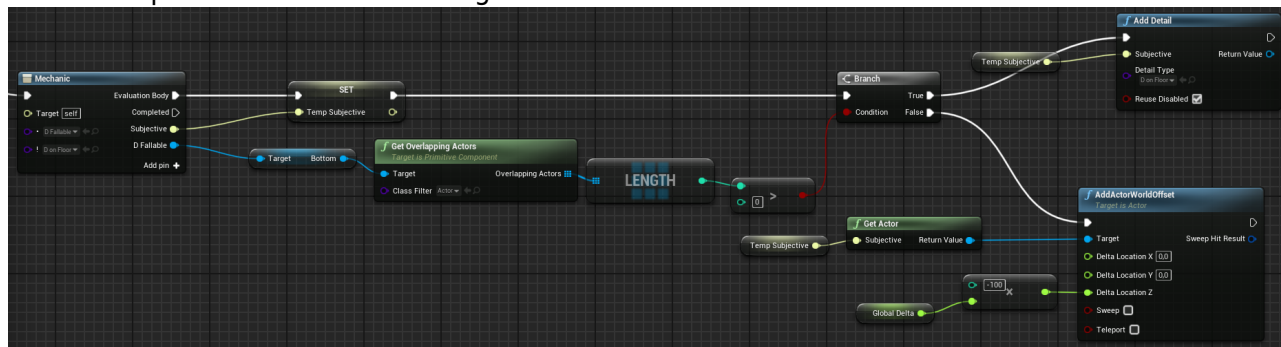 Mechanic
Evaluation Body
Target self
Completed
Subjective
· D Fallable
D Fallable
! D on Floor
Add pin +
SET
Temp Subjective
Target Bottom
Get Overlapping Actors
Target is Primitive Component
Target
Overlapping Actors
Class Filter Actor
LENGTH
0 >
Branch
True
Condition
False
Temp Subjective
Add Detail
Subjective
Return Value
Detail Type
D on Floor
Reuse Disabled
Temp Subjective
Get Actor
Subjective
Return Value
Global Delta
-100 x
AddActorWorldOffset
Target is Actor
Target
Sweep Hit Result
Delta Location X 0,0
Delta Location Y 0,0
Delta Location Z
Sweep
Teleport